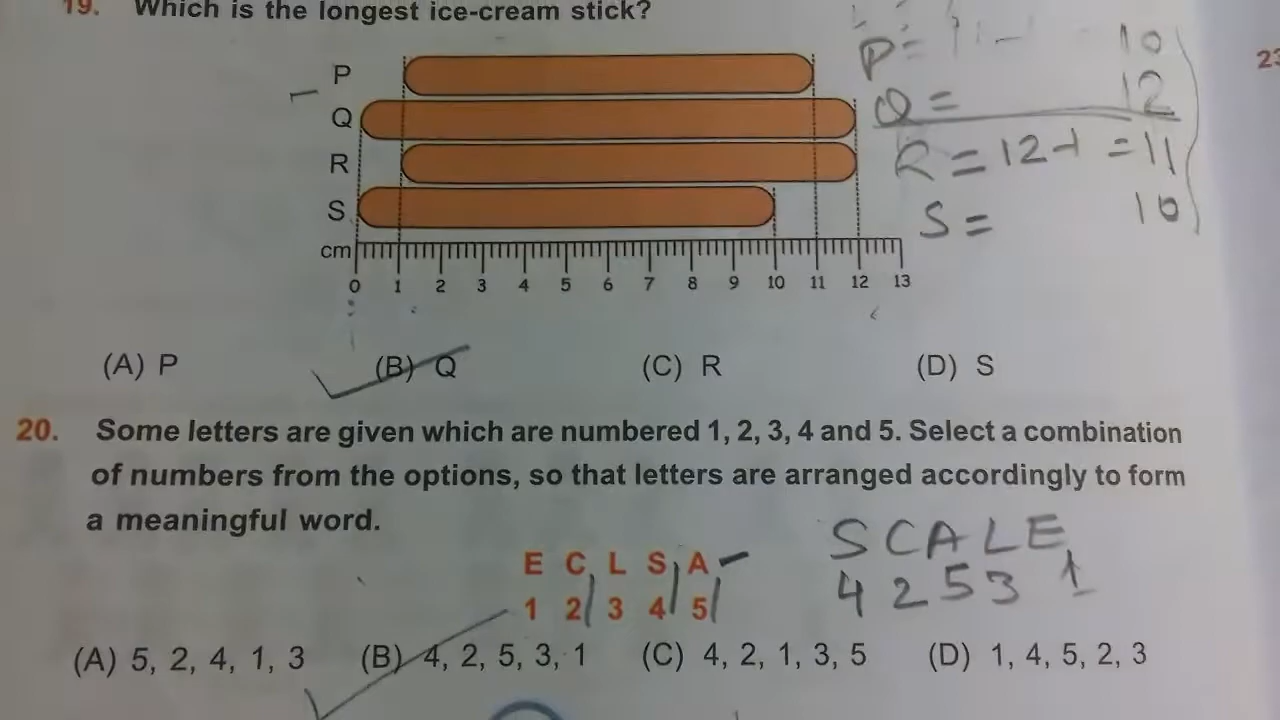 19. Which is the longest ice-cream stick?
P
Q
R
S
cm
0 1 2 3 4 5 6 7 8 9 10 11 12 13
P = 10
Q = 12
R = 12-1 = 11
S = 10
23
(A) P (B) Q (C) R (D) S
20. Some letters are given which are numbered 1, 2, 3, 4 and 5. Select a combination
of numbers from the options, so that letters are arranged accordingly to form
a meaningful word.
E C L S A
1 2 3 4 5
SCALE
4 2 5 3 1
(A) 5, 2, 4, 1, 3 (B) 4, 2, 5, 3, 1 (C) 4, 2, 1, 3, 5 (D) 1, 4, 5, 2, 3